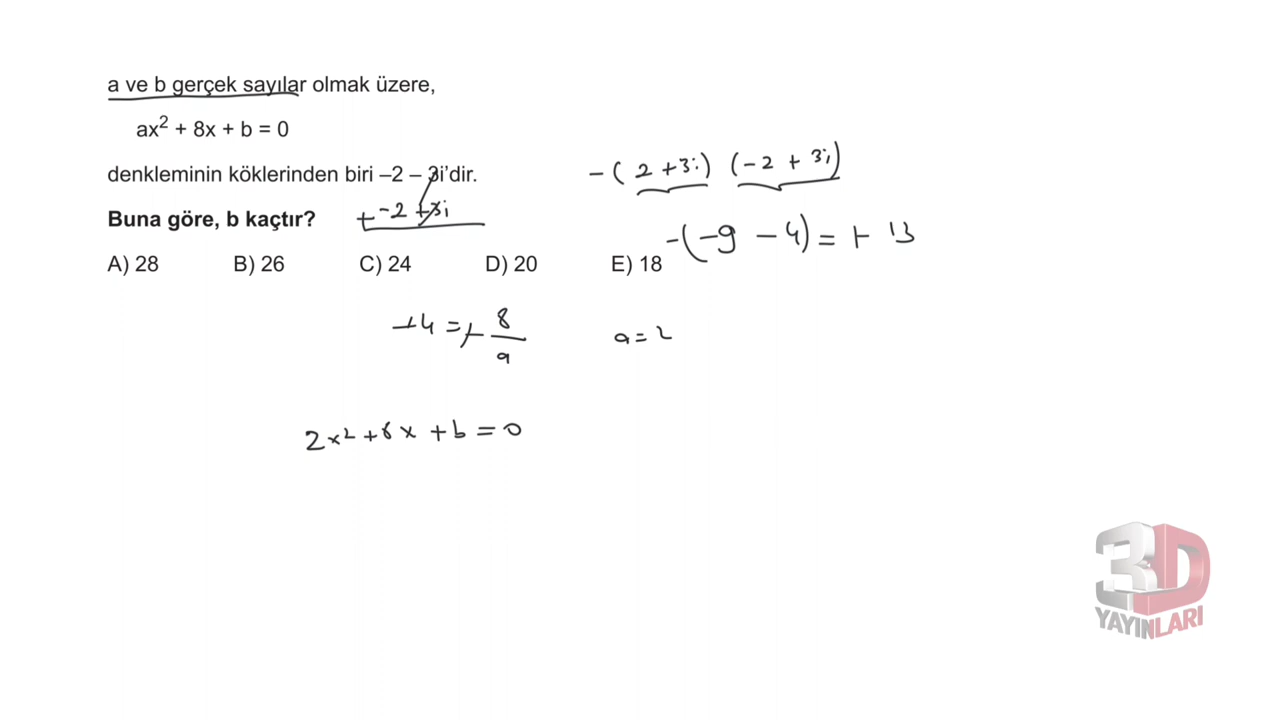 a ve b gerçek sayılar olmak üzere,
ax² + 8x + b = 0
denkleminin köklerinden biri –2 – 3i'dir.
+ -2 +3i
Buna göre, b kaçtır?
A) 28 B) 26 C) 24 D) 20 E) 18
-(2+3i) (-2 + 3i)
-(-9 - 4) = + 13
+4 = + 8/a
a = 2
2x² + 8x + b = 0
3D
YAYINLARI